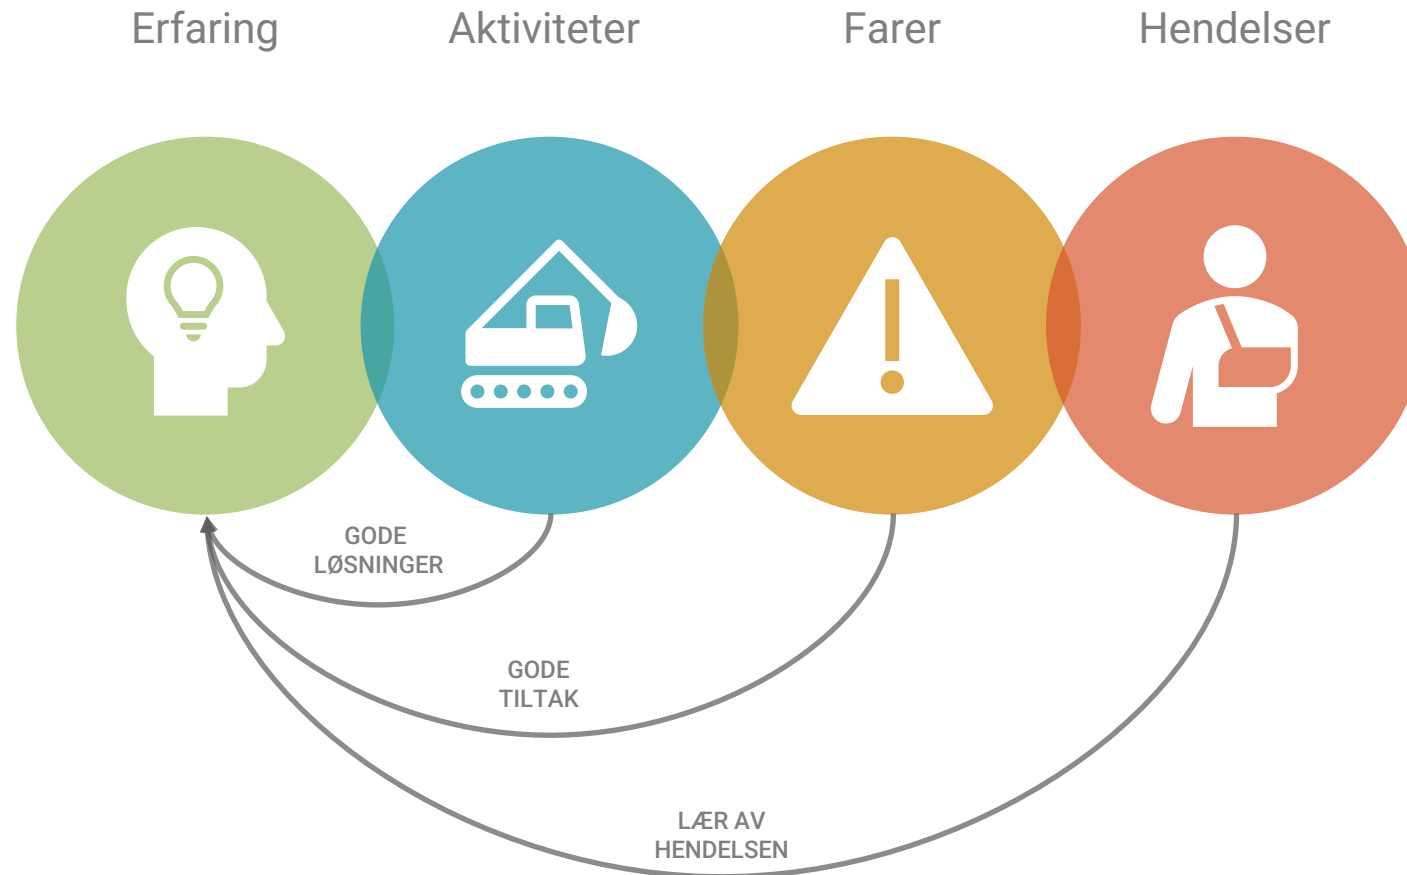 Erfaring
Aktiviteter
Farer
Hendelser
GODE
LØSNINGER
GODE
TILTAK
LÆR AV
HENDELSEN